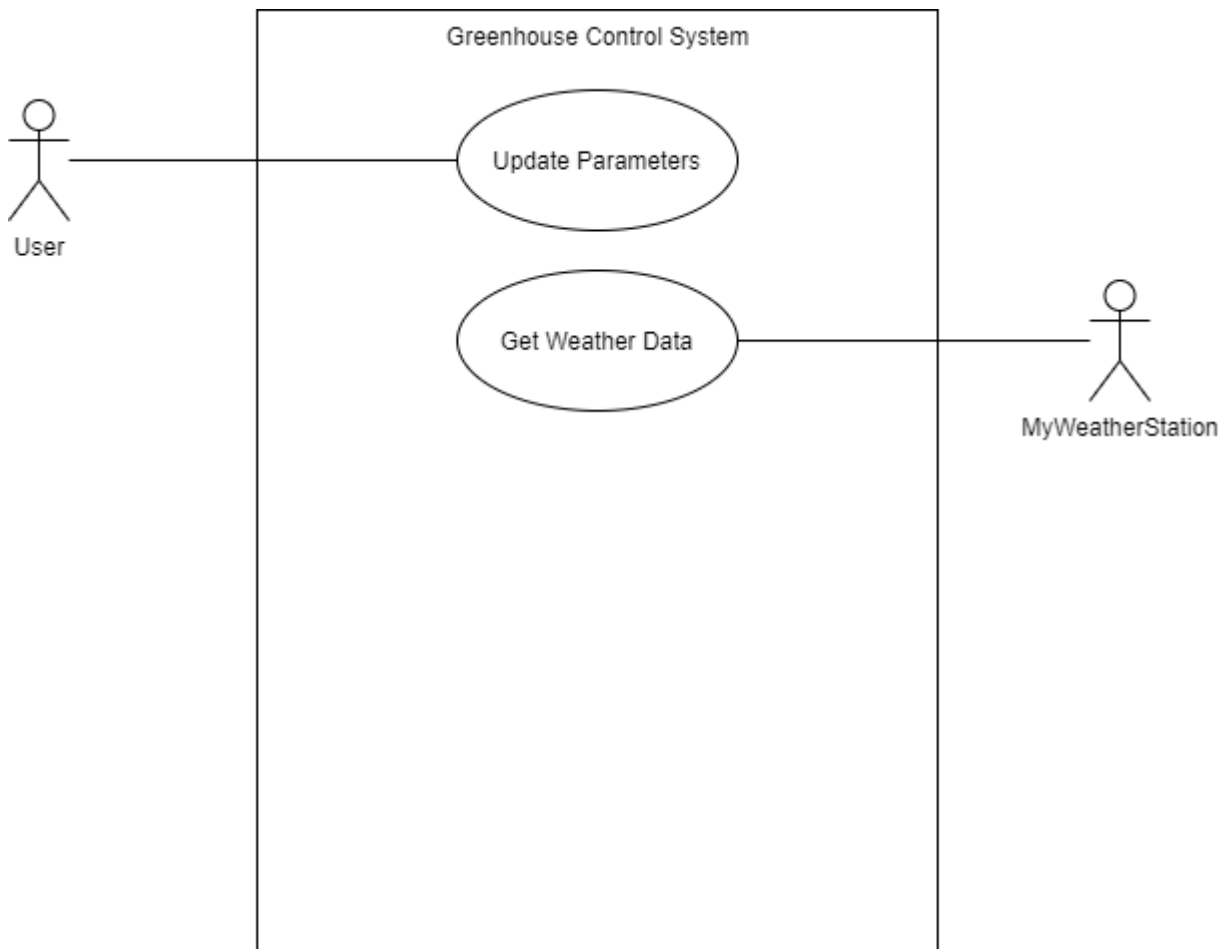 Greenhouse Control System
Update Parameters
User
Get Weather Data
MyWeatherStation